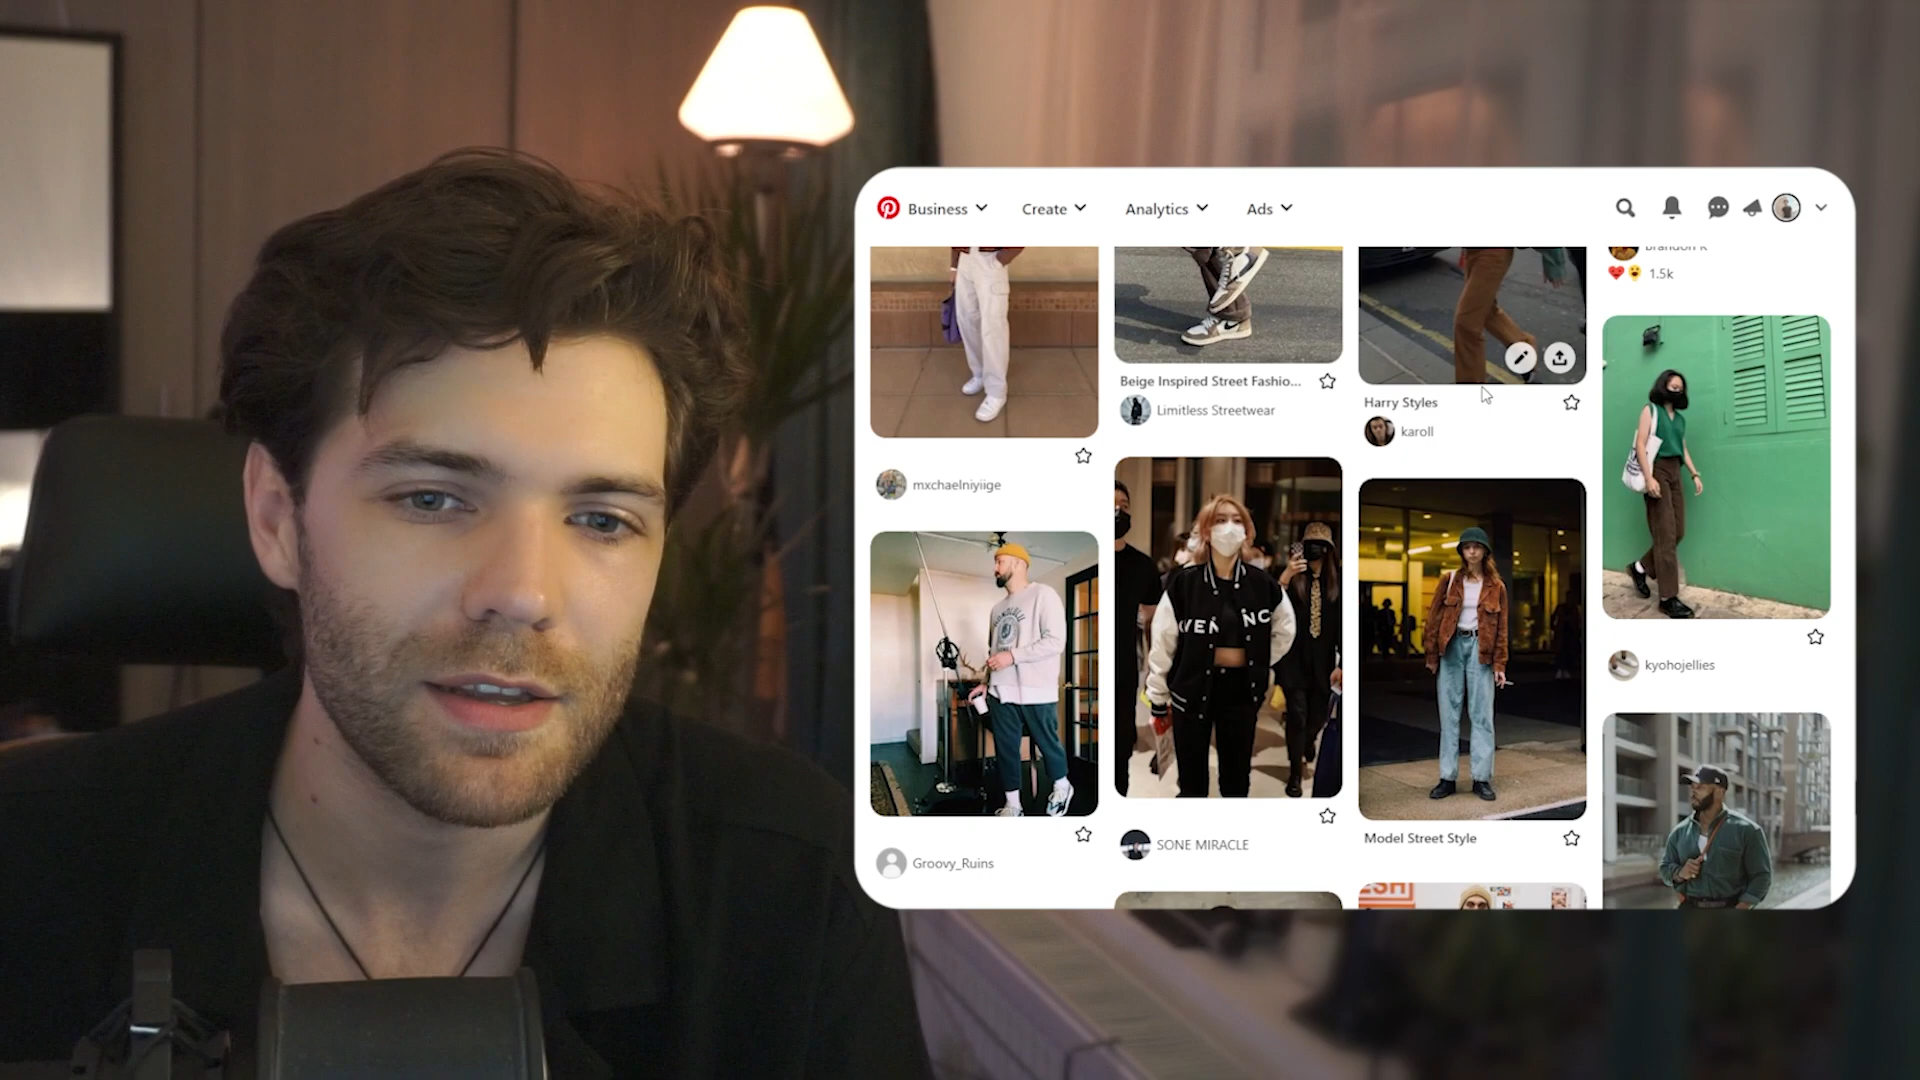 Business
Create
Analytics
Ads
1.5k
Beige Inspired Street Fashio...
Limitless Streetwear
Harry Styles
karoll
mxchaelniyiige
kyohojellies
Model Street Style
SONE MIRACLE
Groovy_Ruins